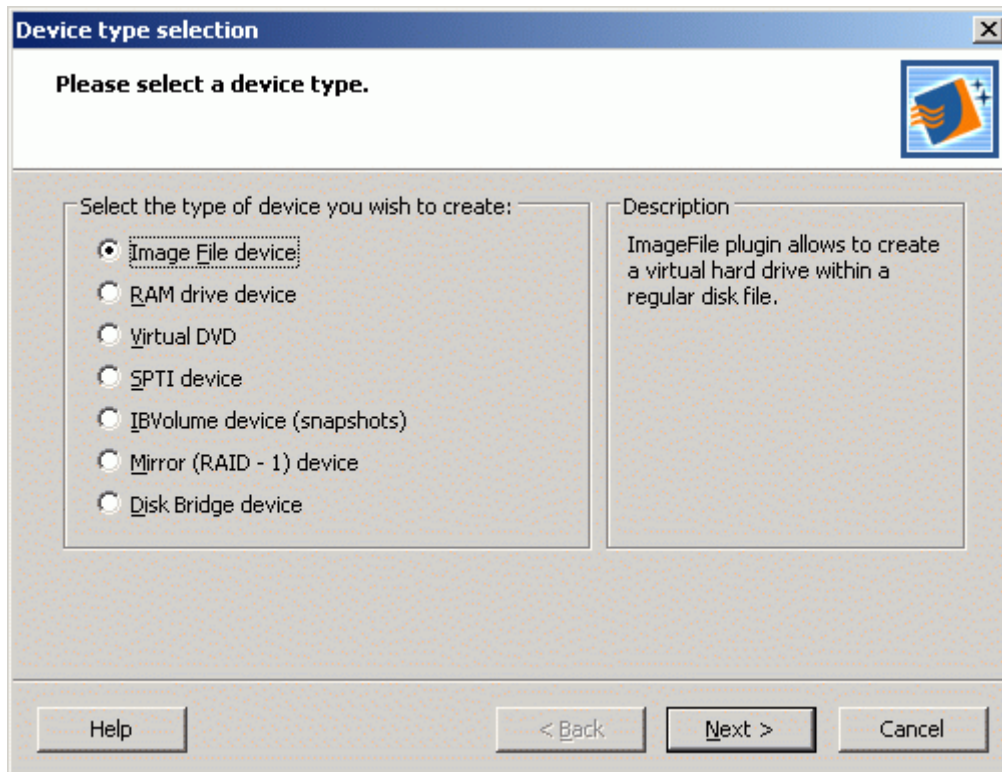 Device type selection
Please select a device type.
Select the type of device you wish to create:
Image File device
RAM drive device
Virtual DVD
SPTI device
IBVolume device (snapshots)
Mirror (RAID - 1) device
Disk Bridge device
Description
ImageFile plugin allows to create
a virtual hard drive within a
regular disk file.
Help
< Back
Next >
Cancel